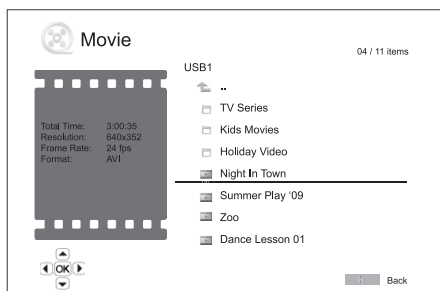 Movie
04 / 11 items
USB1
..
TV Series
Kids Movies
Holiday Video
Night In Town
Summer Play ‘09
Zoo
Dance Lesson 01
Total Time: 3:00:35
Resolution: 640x352
Frame Rate: 24 fps
Format: AVI
OK
Back